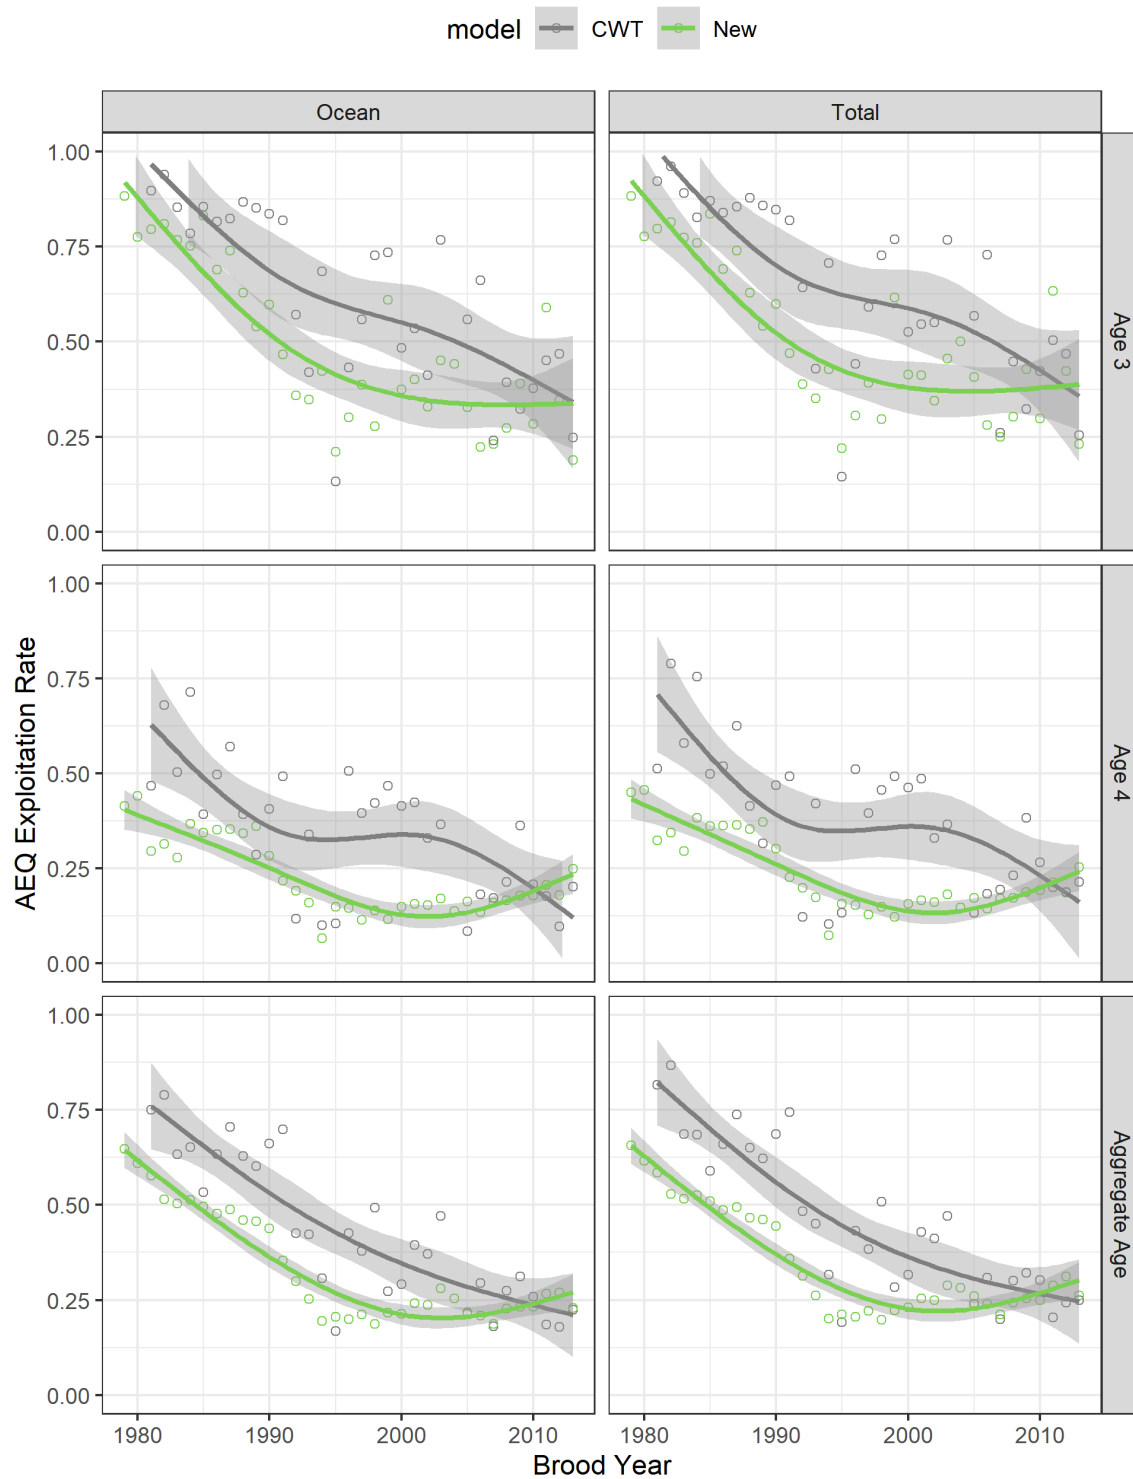 model CWT New
Ocean Total
1.00
0.75
0.50
0.25
0.00
Age 3
1.00
0.75
0.50
0.25
0.00
Age 4
1.00
0.75
0.50
0.25
0.00
Aggregate Age
AEQ Exploitation Rate
1980 1990 2000 2010 1980 1990 2000 2010
Brood Year